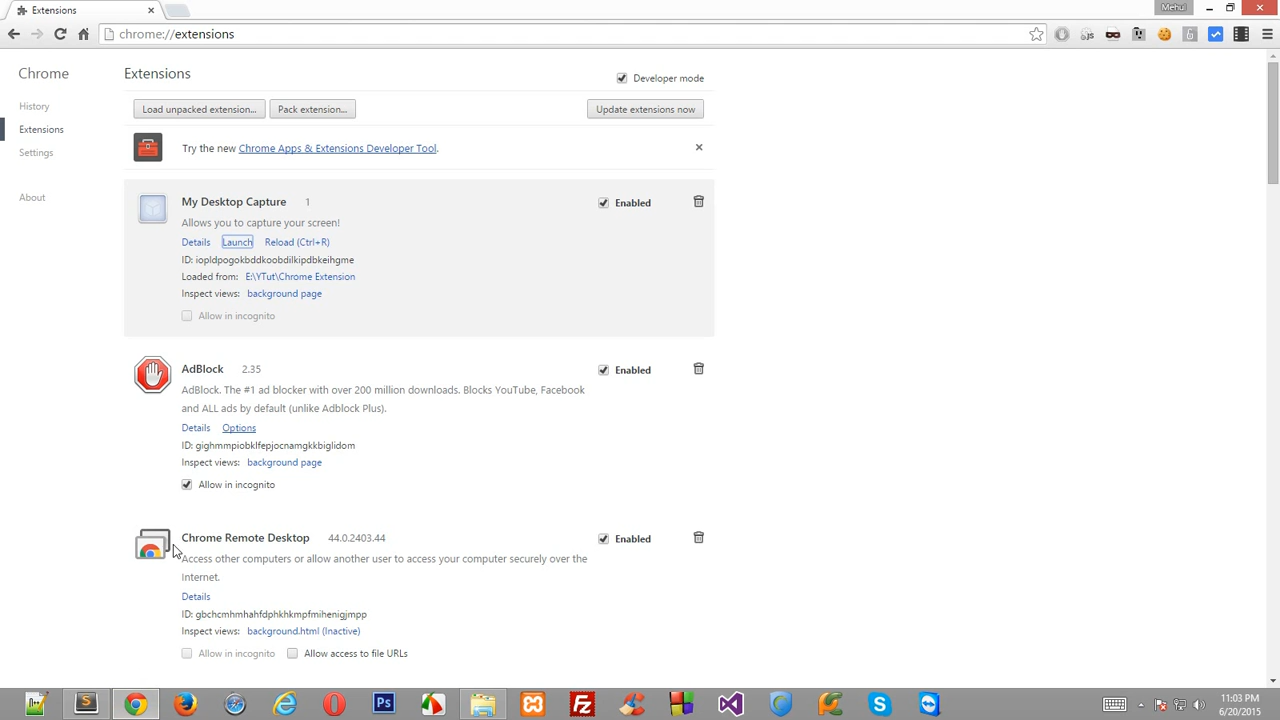 Extensions
Mehul
chrome://extensions
Chrome
History
Extensions
Settings
About
Extensions
Developer mode
Load unpacked extension...
Pack extension...
Update extensions now
Try the new Chrome Apps & Extensions Developer Tool.
My Desktop Capture 1
Enabled
Allows you to capture your screen!
Details Launch Reload (Ctrl+R)
ID: iopldpogokbddkoobdilkipdbkeihgme
Loaded from: E:\YTut\Chrome Extension
Inspect views: background page
Allow in incognito
AdBlock 2.35
Enabled
AdBlock. The #1 ad blocker with over 200 million downloads. Blocks YouTube, Facebook
and ALL ads by default (unlike Adblock Plus).
Details Options
ID: gighmmpiobklfepjocnamgkkbiglidom
Inspect views: background page
Allow in incognito
Chrome Remote Desktop 44.0.2403.44
Enabled
Access other computers or allow another user to access your computer securely over the
Internet.
Details
ID: gbchcmhmhahfdphkhkmpfmihenigjmpp
Inspect views: background.html (Inactive)
Allow in incognito Allow access to file URLs
11:03 PM
6/20/2015